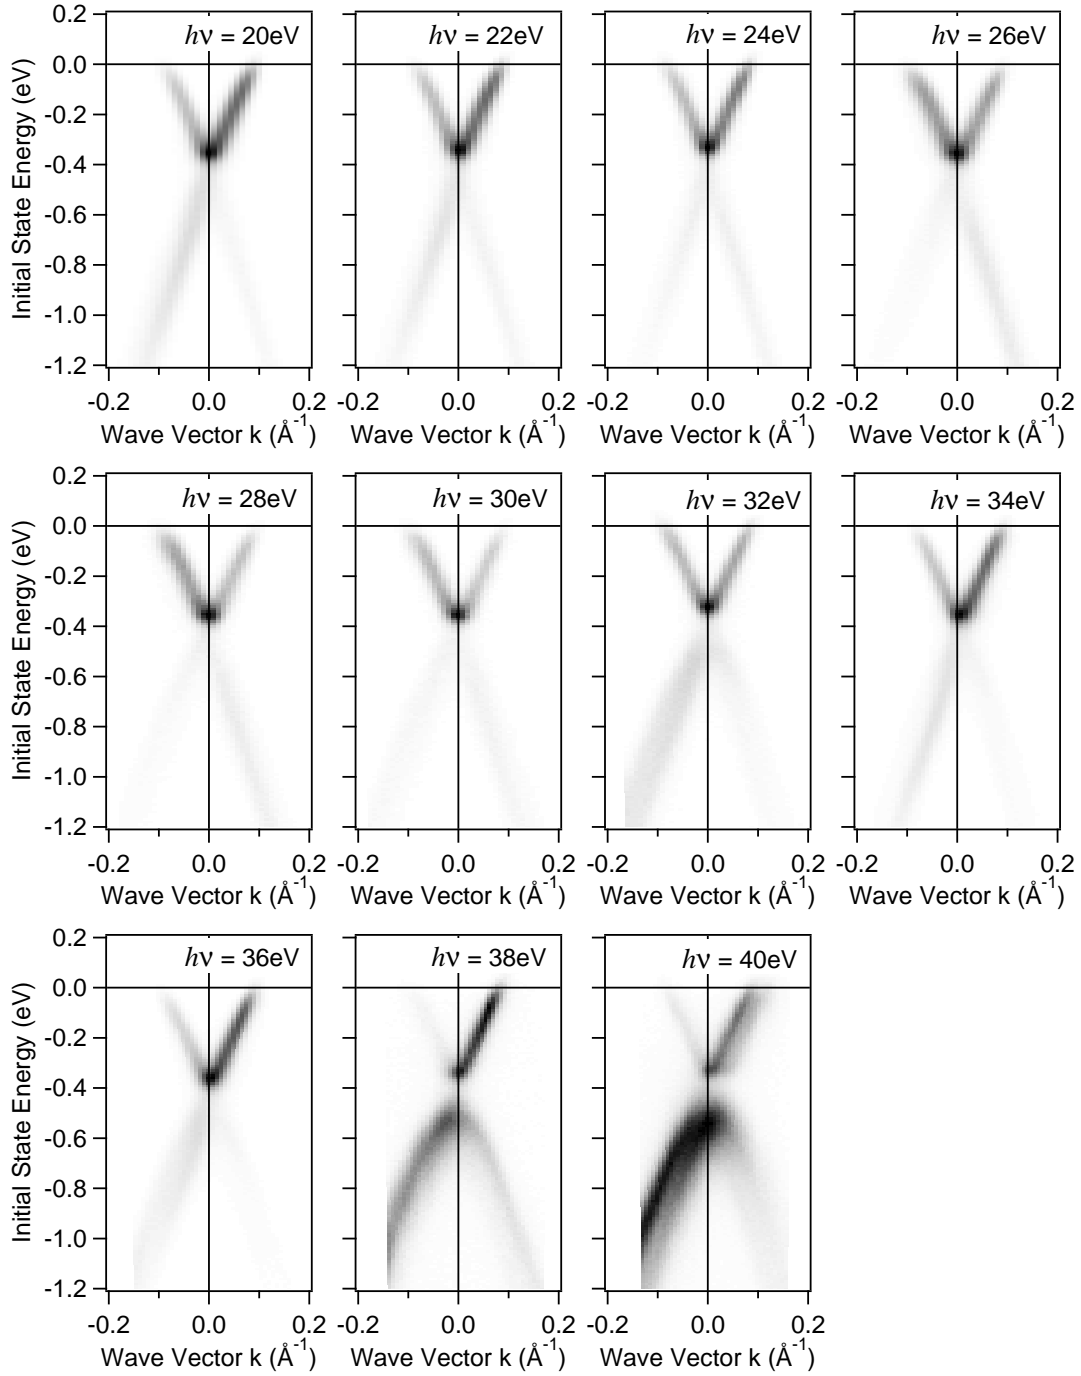 0.2
0.0
-0.2
-0.4
-0.6
-0.8
-1.0
-1.2
Initial State Energy (eV)
hν = 20eV
hν = 22eV
hν = 24eV
hν = 26eV
-0.2 0.0 0.2
-0.2 0.0 0.2
-0.2 0.0 0.2
-0.2 0.0 0.2
Wave Vector k (Å⁻¹)
Wave Vector k (Å⁻¹)
Wave Vector k (Å⁻¹)
Wave Vector k (Å⁻¹)
0.2
0.0
-0.2
-0.4
-0.6
-0.8
-1.0
-1.2
Initial State Energy (eV)
hν = 28eV
hν = 30eV
hν = 32eV
hν = 34eV
-0.2 0.0 0.2
-0.2 0.0 0.2
-0.2 0.0 0.2
-0.2 0.0 0.2
Wave Vector k (Å⁻¹)
Wave Vector k (Å⁻¹)
Wave Vector k (Å⁻¹)
Wave Vector k (Å⁻¹)
0.2
0.0
-0.2
-0.4
-0.6
-0.8
-1.0
-1.2
Initial State Energy (eV)
hν = 36eV
hν = 38eV
hν = 40eV
-0.2 0.0 0.2
-0.2 0.0 0.2
-0.2 0.0 0.2
Wave Vector k (Å⁻¹)
Wave Vector k (Å⁻¹)
Wave Vector k (Å⁻¹)